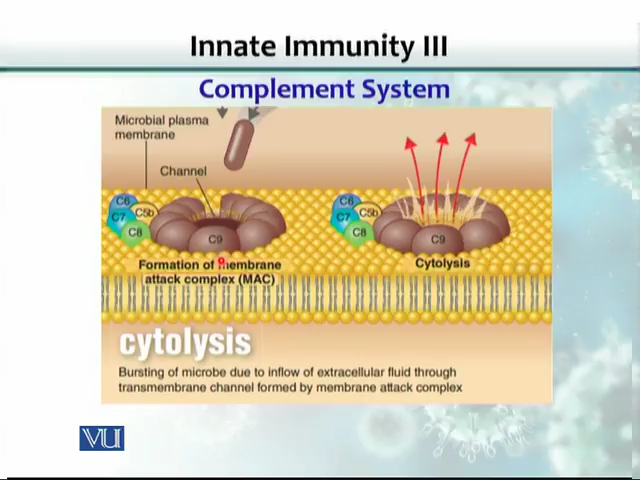 Innate Immunity III
Complement System
Microbial plasma
membrane
Channel
C6
C7
C5b
C8
C9
Formation of membrane
attack complex (MAC)
C6
C7
C5b
C8
C9
Cytolysis
cytolysis
Bursting of microbe due to inflow of extracellular fluid through
transmembrane channel formed by membrane attack complex
VU